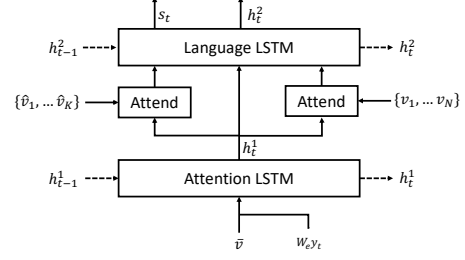 s_t h_t^2
h_{t-1}^2 Language LSTM h_t^2
{v̂_1, ... v̂_K} Attend Attend {v_1, ... v_N}
h_t^1
h_{t-1}^1 Attention LSTM h_t^1
v̄ W_e y_t